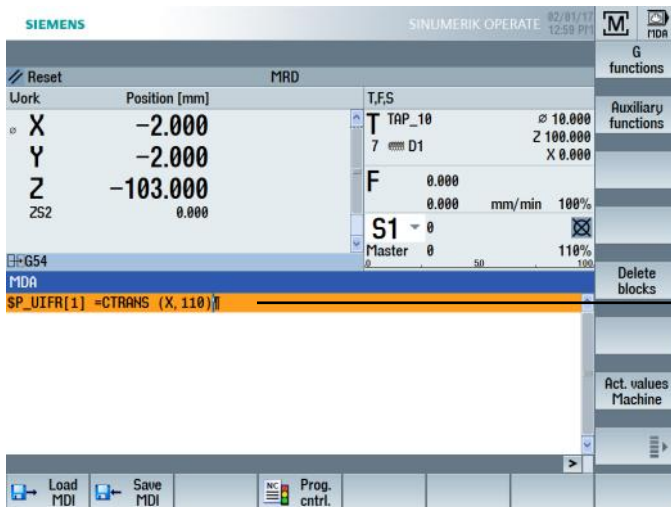 SIEMENS
SINUMERIK OPERATE
02/01/17
12:59 PM
M
MDA
Reset
MRD
G
functions
Work
Position [mm]
T,F,S
ø X
-2.000
T TAP_10
ø 10.000
Z 100.000
7 D1
X 0.000
Auxiliary
functions
Y
-2.000
Z
-103.000
F
0.000
0.000 mm/min 100%
ZS2
0.000
S1 0
Master 0
110%
G54
0
50
100
MDA
$P_UIFR[1] =CTRANS (X,110)¶
Delete
blocks
Act. values
Machine
>
Load
MDI
Save
MDI
NC
Prog.
cntrl.